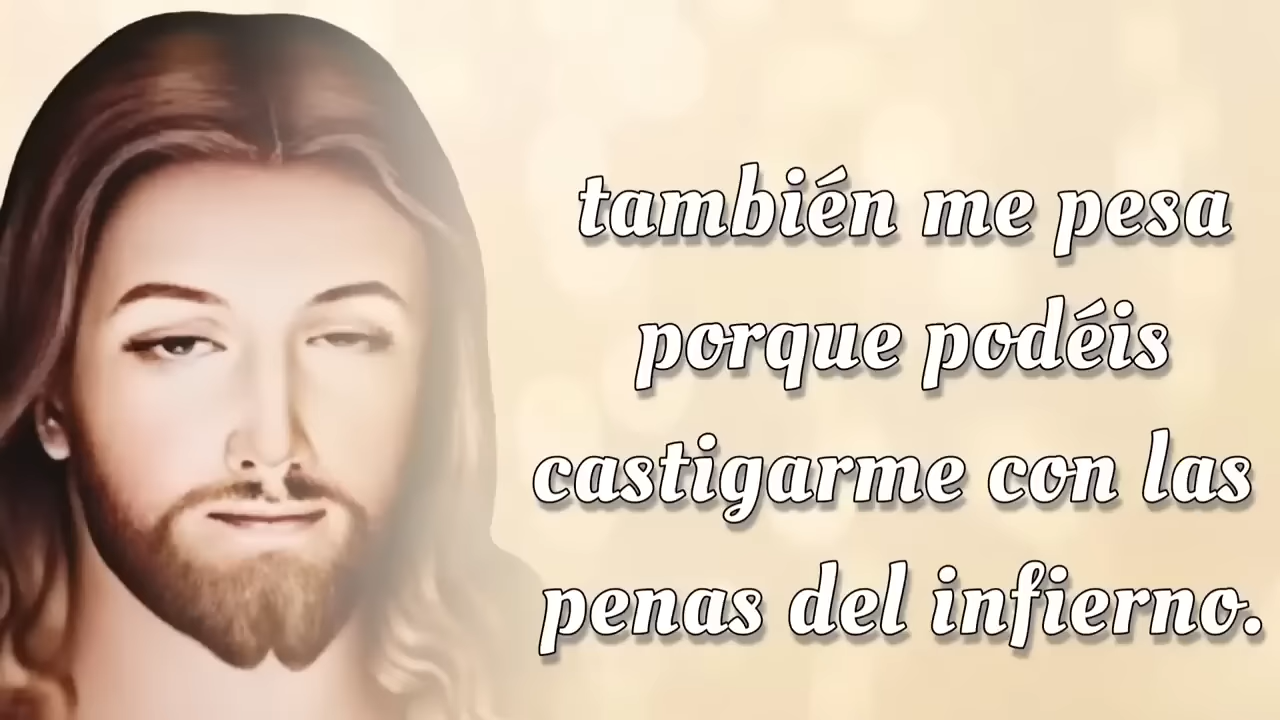 también me pesa
porque podéis
castigarme con las
penas del infierno.